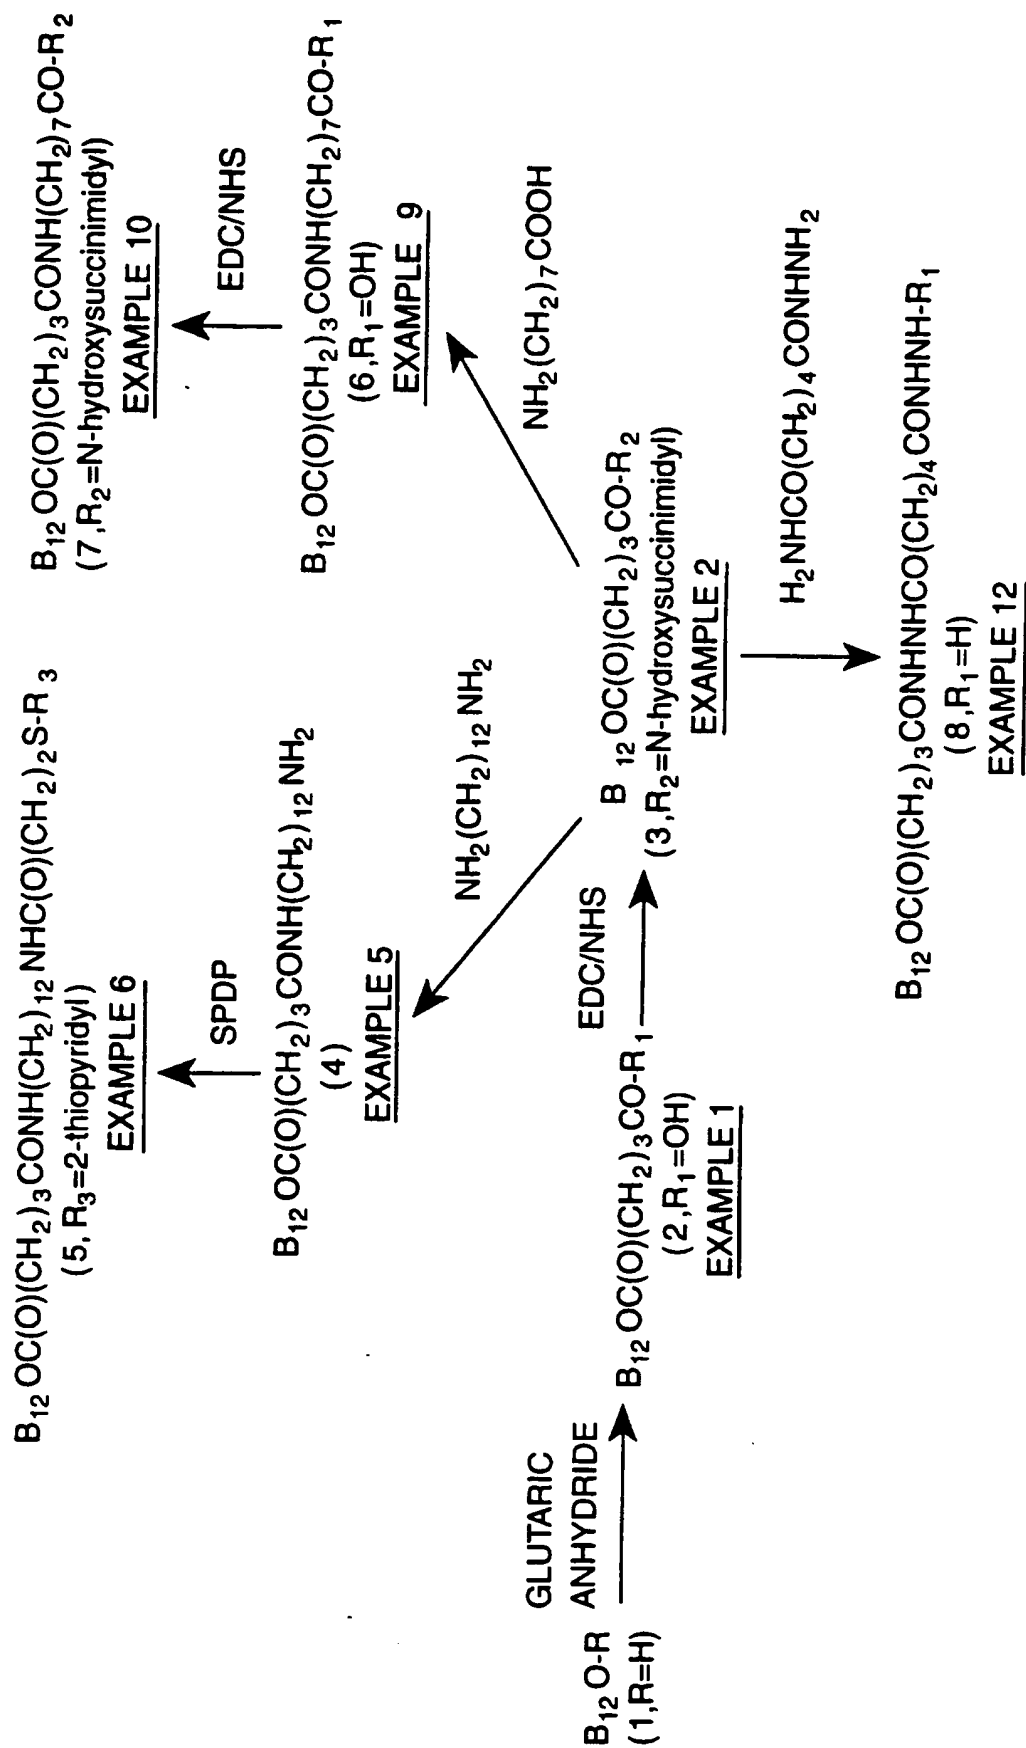 B12OC(O)(CH2)3CONH(CH2)12NHC(O)(CH2)2S-R3
(5, R3=2-thiopyridyl)
EXAMPLE 6
SPDP
B12OC(O)(CH2)3CONH(CH2)12NH2
(4)
EXAMPLE 5
NH2(CH2)12NH2
B12OC(O)(CH2)3CONH(CH2)7CO-R2
(7,R2=N-hydroxysuccinimidyl)
EXAMPLE 10
EDC/NHS
B12OC(O)(CH2)3CONH(CH2)7CO-R1
(6,R1=OH)
EXAMPLE 9
NH2(CH2)7COOH
GLUTARIC
ANHYDRIDE
B12O-R
(1,R=H)
B12OC(O)(CH2)3CO-R1
(2,R1=OH)
EXAMPLE 1
EDC/NHS
B12OC(O)(CH2)3CO-R2
(3,R2=N-hydroxysuccinimidyl)
EXAMPLE 2
H2NHCO(CH2)4CONHNH2
B12OC(O)(CH2)3CONHNHCO(CH2)4CONHNH-R1
(8,R1=H)
EXAMPLE 12